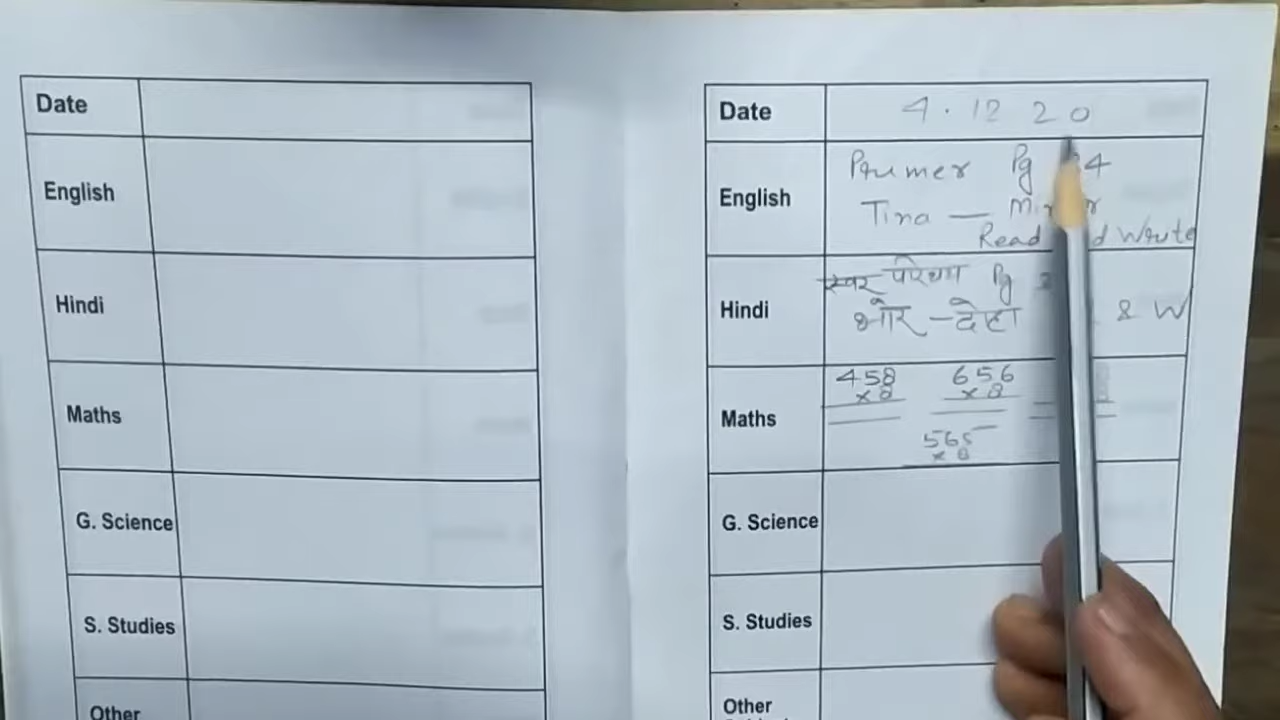 Date
English
Hindi
Maths
G. Science
S. Studies
Other
Date 4 . 12 20
English Primer Pg 4
Tina —
Read Write
Hindi स्वर परिचय Pg
भोर - & W
Maths 458 656
x 8 x 8
565
x 8
G. Science
S. Studies
Other